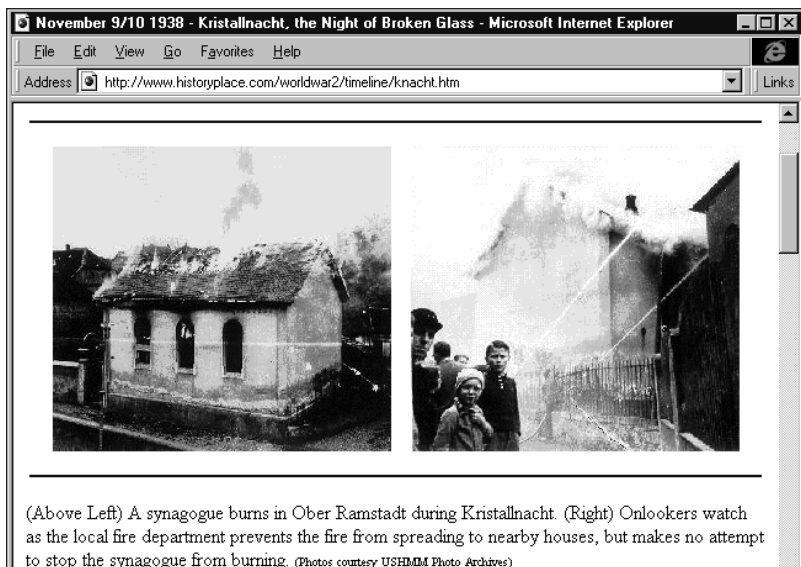 November 9/10 1938 - Kristallnacht, the Night of Broken Glass - Microsoft Internet Explorer
File Edit View Go Favorites Help
Address http://www.historyplace.com/worldwar2/timeline/knacht.htm Links
(Above Left) A synagogue burns in Ober Ramstadt during Kristallnacht. (Right) Onlookers watch
as the local fire department prevents the fire from spreading to nearby houses, but makes no attempt
to stop the synagogue from burning. (Photos courtesy USHMM Photo Archives)